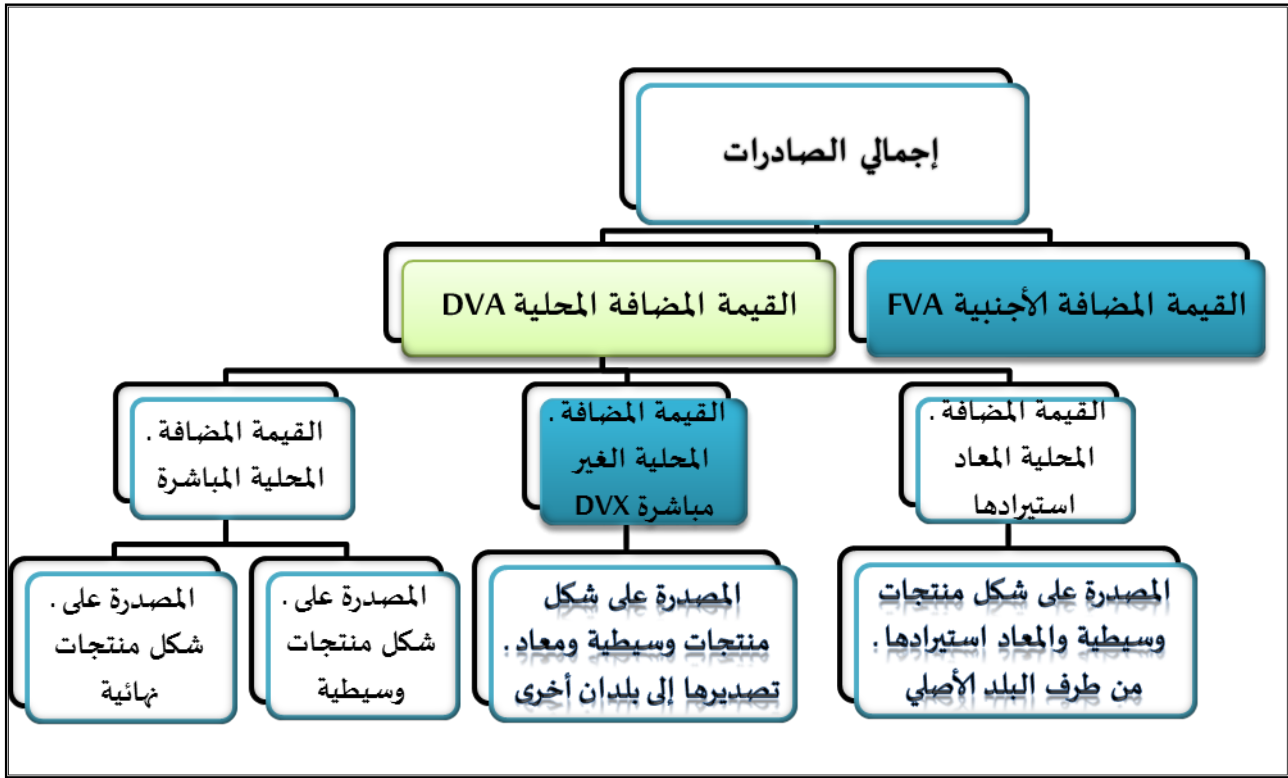 إجمالي الصادرات
القيمة المضافة الأجنبية FVA
القيمة المضافة المحلية DVA
القيمة المضافة .
المحلية المعاد
استيرادها
القيمة المضافة .
المحلية الغير
مباشرة DVX
القيمة المضافة .
المحلية المباشرة
المصدرة على شكل منتجات
وسيطية والمعاد استيرادها .
من طرف البلد الأصلي
المصدرة على شكل
منتجات وسيطية ومعاد .
تصديرها إلى بلدان أخرى
المصدرة على .
شكل منتجات
وسيطية
المصدرة على .
شكل منتجات
نهائية